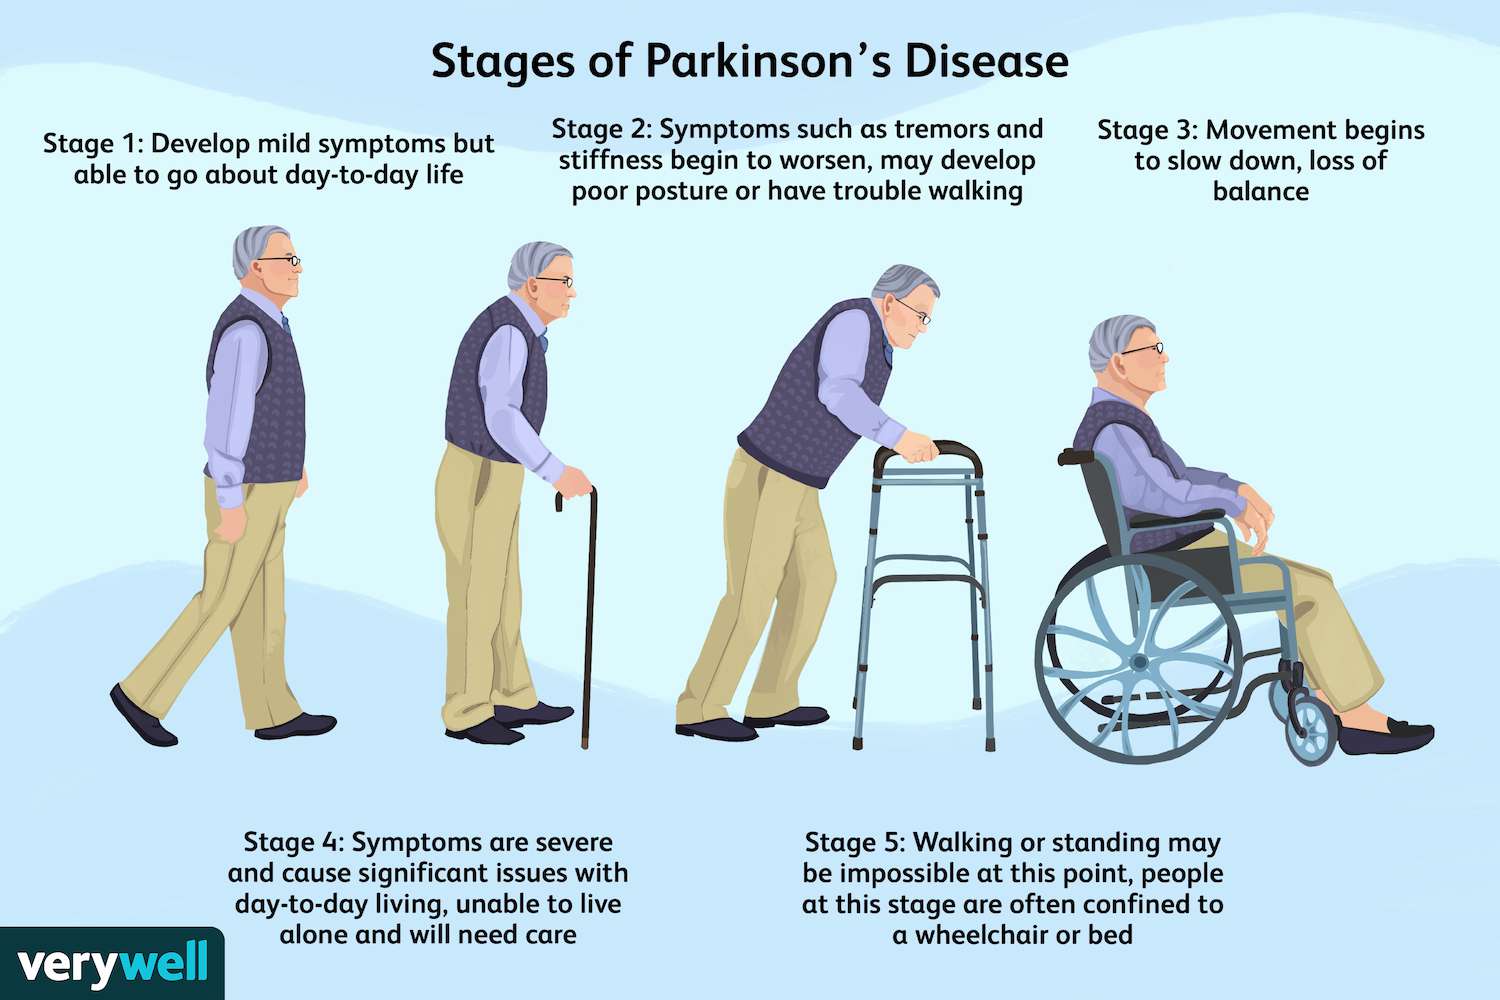 Stages of Parkinson’s Disease
Stage 1: Develop mild symptoms but
able to go about day-to-day life
Stage 2: Symptoms such as tremors and
stiffness begin to worsen, may develop
poor posture or have trouble walking
Stage 3: Movement begins
to slow down, loss of
balance
Stage 4: Symptoms are severe
and cause significant issues with
day-to-day living, unable to live
alone and will need care
Stage 5: Walking or standing may
be impossible at this point, people
at this stage are often confined to
a wheelchair or bed
verywell